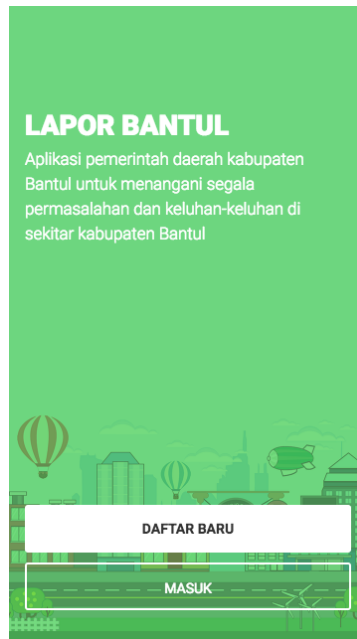 LAPOR BANTUL
Aplikasi pemerintah daerah kabupaten
Bantul untuk menangani segala
permasalahan dan keluhan-keluhan di
sekitar kabupaten Bantul
DAFTAR BARU
MASUK